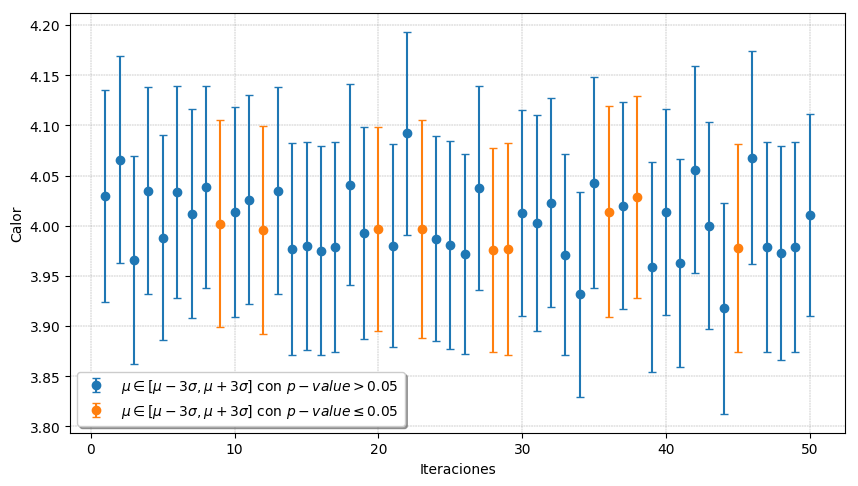 4.20
4.15
4.10
4.05
4.00
3.95
3.90
3.85
3.80
Calor
μ ∈ [μ − 3σ, μ + 3σ] con p − value > 0.05
μ ∈ [μ − 3σ, μ + 3σ] con p − value ≤ 0.05
0 10 20 30 40 50
Iteraciones